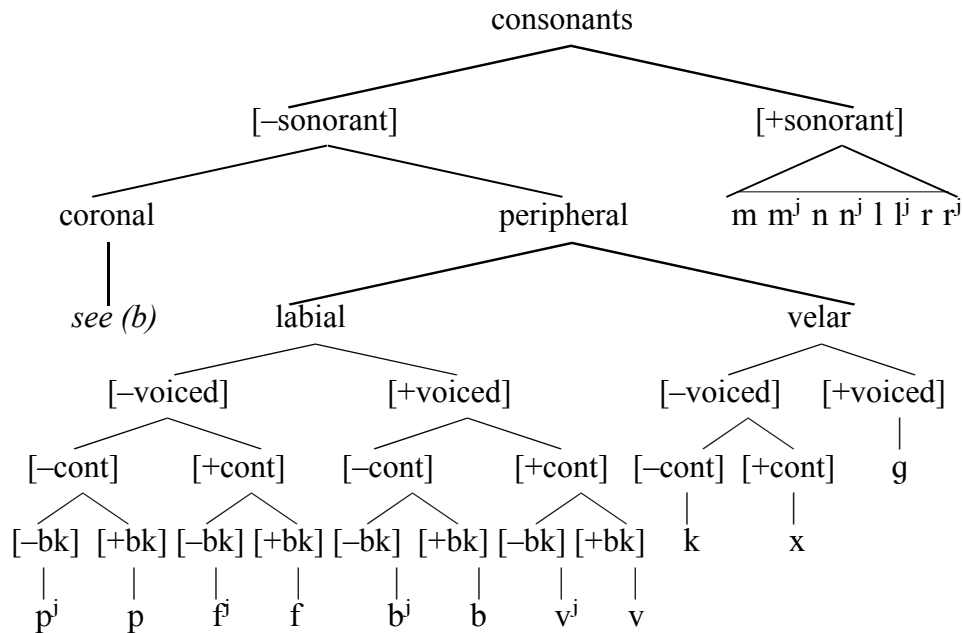 consonants
[–sonorant] [+sonorant]
coronal peripheral m mʲ n nʲ l lʲ r rʲ
see (b) labial velar
[–voiced] [+voiced] [–voiced] [+voiced]
[–cont] [+cont] [–cont] [+cont] [–cont] [+cont] g
[–bk] [+bk] [–bk] [+bk] [–bk] [+bk] [–bk] [+bk] k x
pʲ p fʲ f bʲ b vʲ v